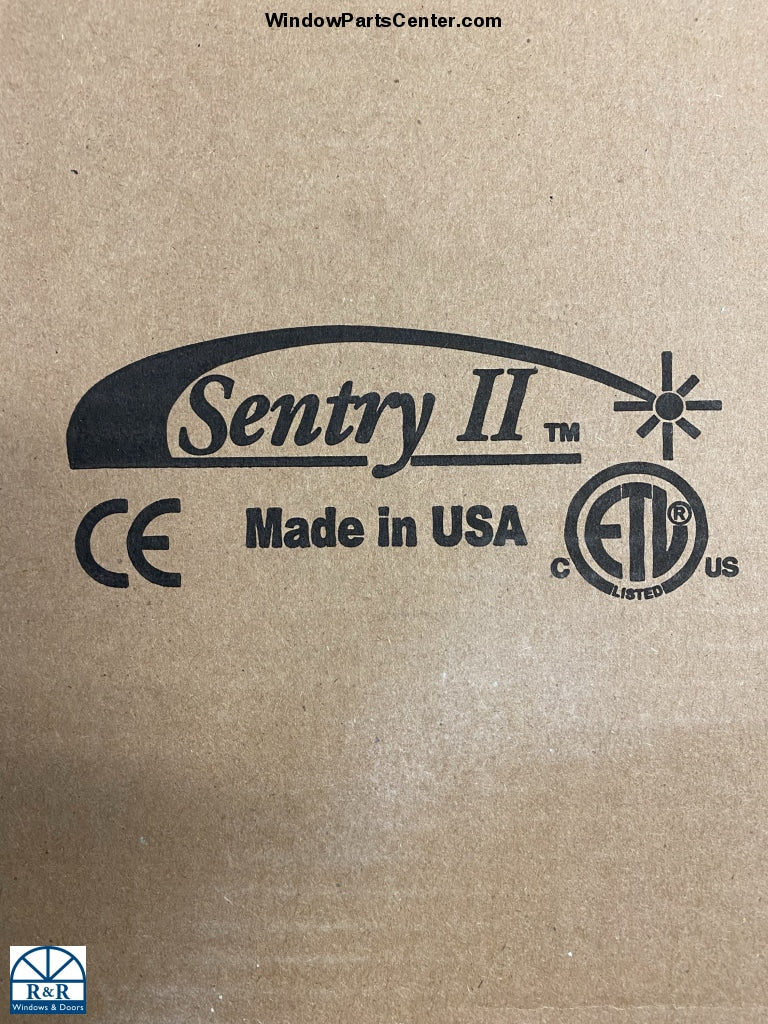 WindowPartsCenter.com
Sentry II TM
CE Made in USA
ETL®
C US
LISTED
R&R
Windows & Doors